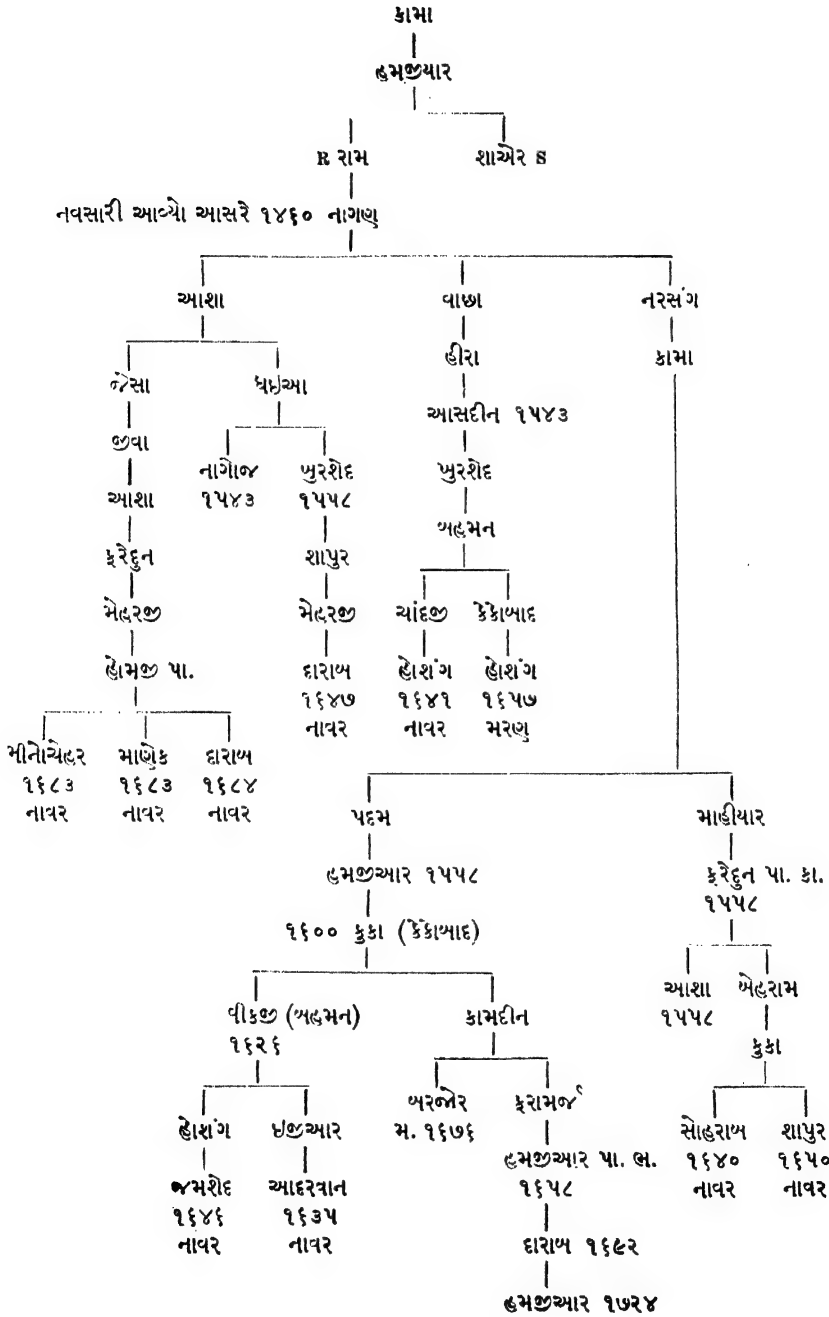 કામા
હમજીયાર
R રામ શાએર S
નવસારી આવ્યો આસરે ૧૪૬૦ નાગણ
આશા વાછા નરસંગ
જેસા ધઇઆ હીરા કામા
આસદીન ૧૫૪૩
જીવા નાગોજ ખુરશેદ ખુરશેદ
આશા ૧૫૪૩ ૧૫૫૮
બહમન
ફરેદુન શાપુર
મેહરજી મેહરજી ચાંદજી કેકોબાદ
હોમજી પા. દારાબ હોશંગ હોશંગ
૧૬૪૭ ૧૬૪૧ ૧૬૫૭
નાવર નાવર મરણ
મીનોચેહર માણેક દારાબ
૧૬૮૩ ૧૬૮૩ ૧૬૮૪
નાવર નાવર નાવર
પદમ માહીયાર
હમજીઆર ૧૫૫૮ ફરેદુન પા. કા.
૧૫૫૮
૧૬૦૦ કુકા (કેકોબાદ)
આશા બેહરામ
૧૫૫૮
વીકજી (બહમન) કામદીન
૧૬૨૬
કુકા
હોશંગ ઇજીઆર બરજોર ફરામર્જ
મ. ૧૬૭૬
સોહરાબ શાપુર
૧૬૪૦ ૧૬૫૦
નાવર નાવર
જમશેદ આદરવાન હમજીઆર પા. ભ.
૧૬૪૬ ૧૬૩૫ ૧૬૫૮
નાવર નાવર
દારાબ ૧૬૯૨
હમજીઆર ૧૭૨૪